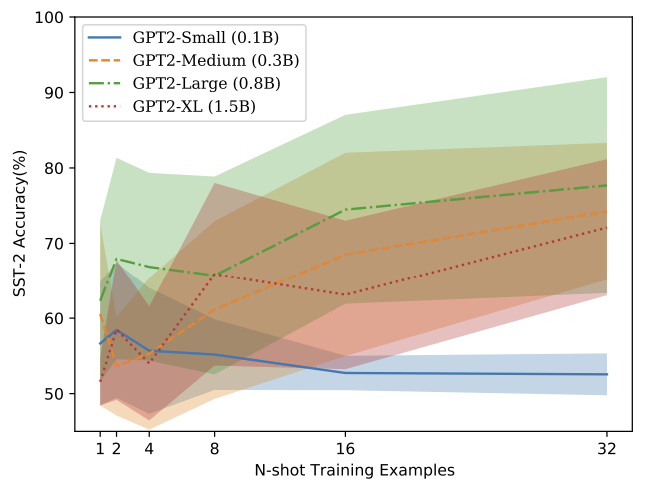 100
90
80
70
60
50
SST-2 Accuracy(%)
GPT2-Small (0.1B)
GPT2-Medium (0.3B)
GPT2-Large (0.8B)
GPT2-XL (1.5B)
1 2 4 8 16 32
N-shot Training Examples